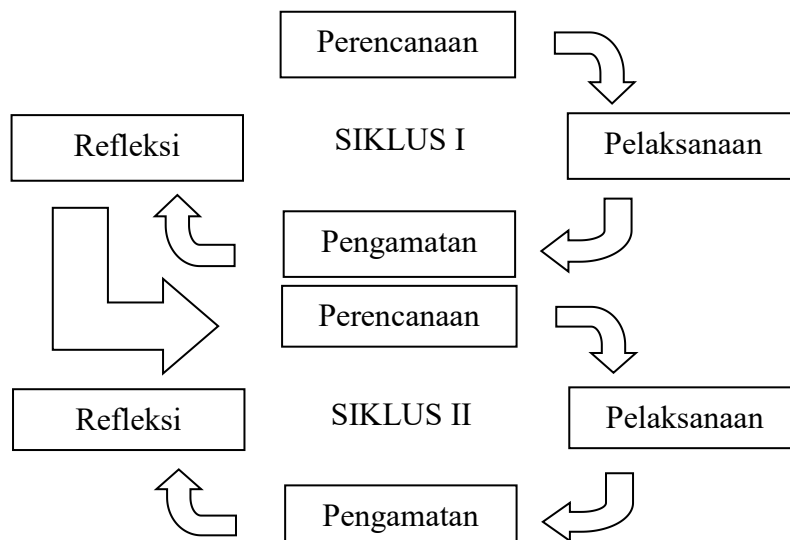 Perencanaan
Refleksi
SIKLUS I
Pelaksanaan
Pengamatan
Perencanaan
Refleksi
SIKLUS II
Pelaksanaan
Pengamatan